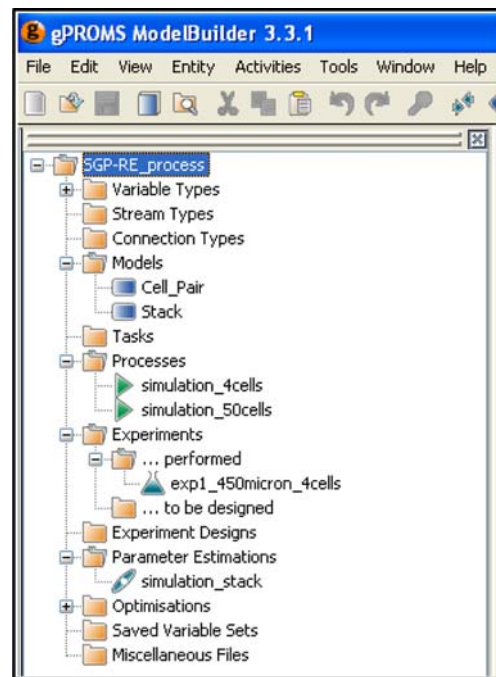 gPROMS ModelBuilder 3.3.1
File Edit View Entity Activities Tools Window Help
SGP-RE_process
Variable Types
Stream Types
Connection Types
Models
Cell_Pair
Stack
Tasks
Processes
simulation_4cells
simulation_50cells
Experiments
... performed
exp1_450micron_4cells
... to be designed
Experiment Designs
Parameter Estimations
simulation_stack
Optimisations
Saved Variable Sets
Miscellaneous Files